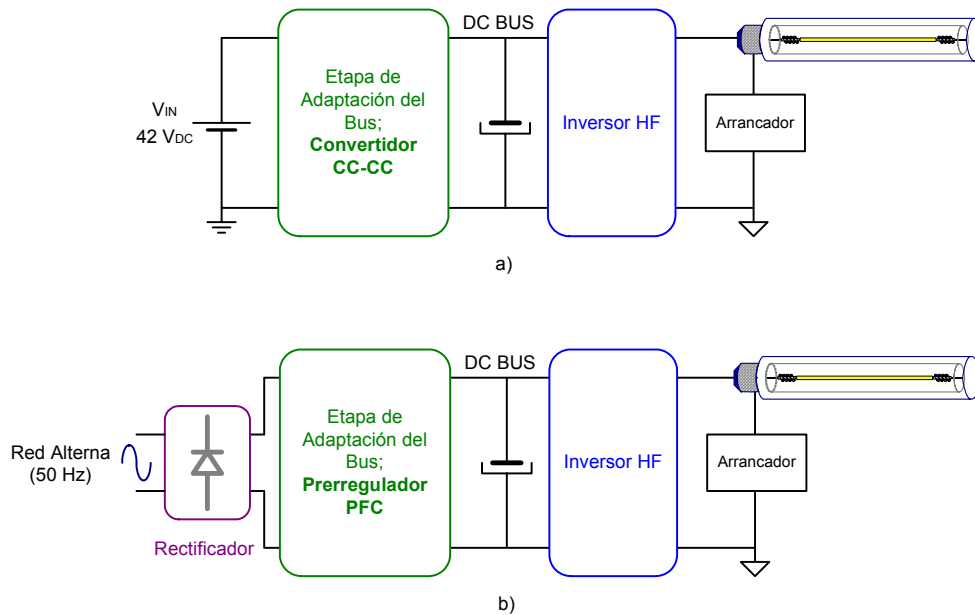 DC BUS
Etapa de
Adaptación del
Bus;
Convertidor
CC-CC
VIN
42 VDC
Inversor HF
Arrancador
a)
DC BUS
Etapa de
Adaptación del
Bus;
Prerregulador
PFC
Red Alterna
(50 Hz)
Rectificador
Inversor HF
Arrancador
b)